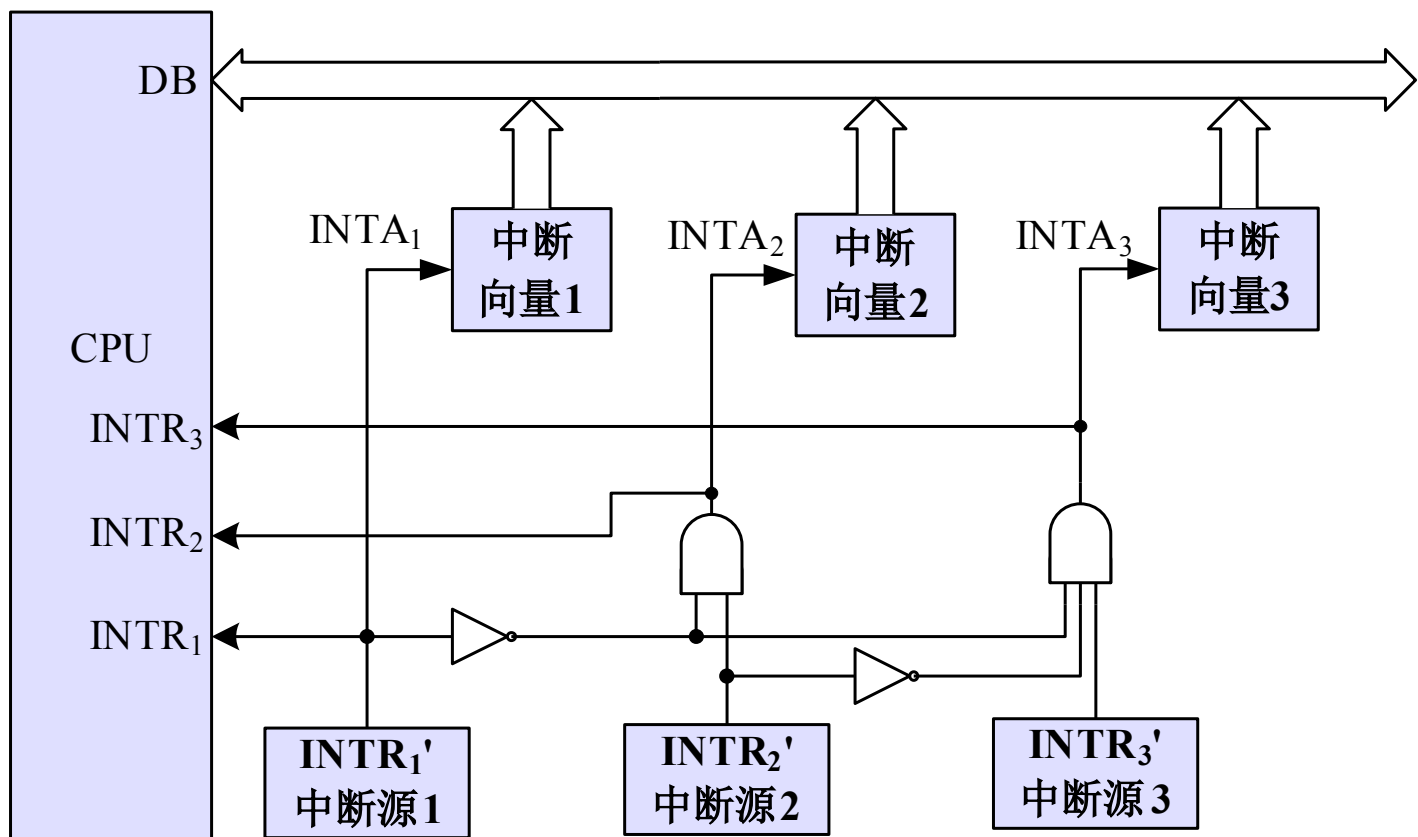 DB
INTA₁
中断
向量1
INTA₂
中断
向量2
INTA₃
中断
向量3
CPU
INTR₃
INTR₂
INTR₁
INTR₁'
中断源1
INTR₂'
中断源2
INTR₃'
中断源3